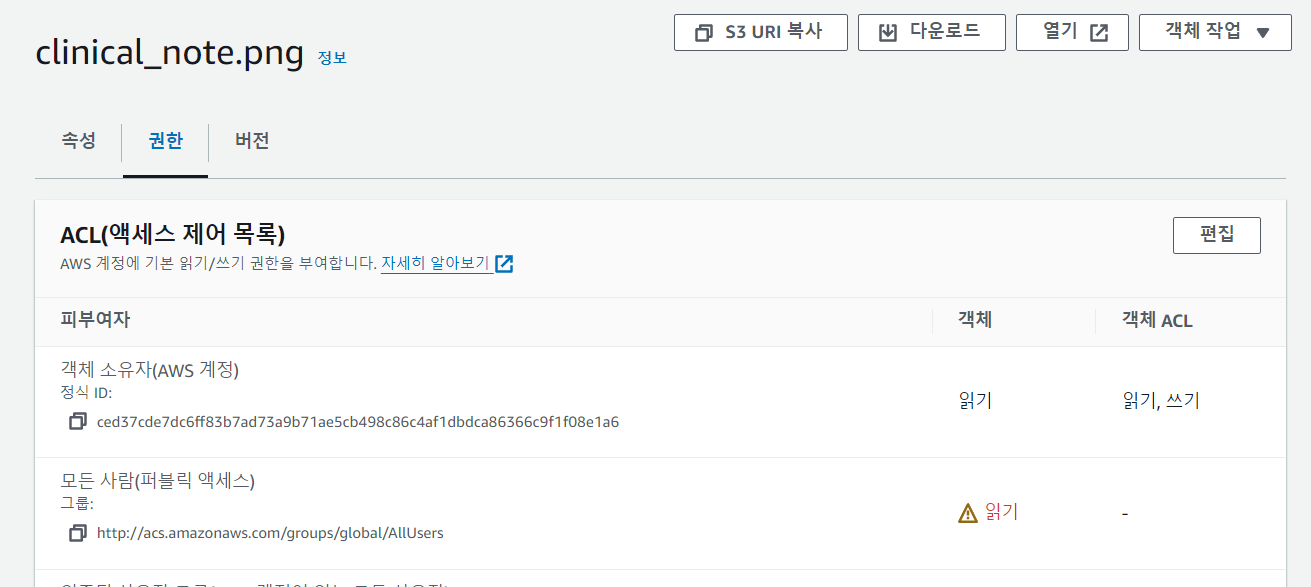 clinical_note.png 정보
S3 URI 복사 다운로드 열기 객체 작업
속성 권한 버전
ACL(액세스 제어 목록)
편집
AWS 계정에 기본 읽기/쓰기 권한을 부여합니다. 자세히 알아보기
피부여자 객체 객체 ACL
객체 소유자(AWS 계정)
정식 ID:
ced37cde7dc6ff83b7ad73a9b71ae5cb498c86c4af1dbdca86366c9f1f08e1a6
읽기 읽기, 쓰기
모든 사람(퍼블릭 액세스)
그룹:
http://acs.amazonaws.com/groups/global/AllUsers
읽기 -